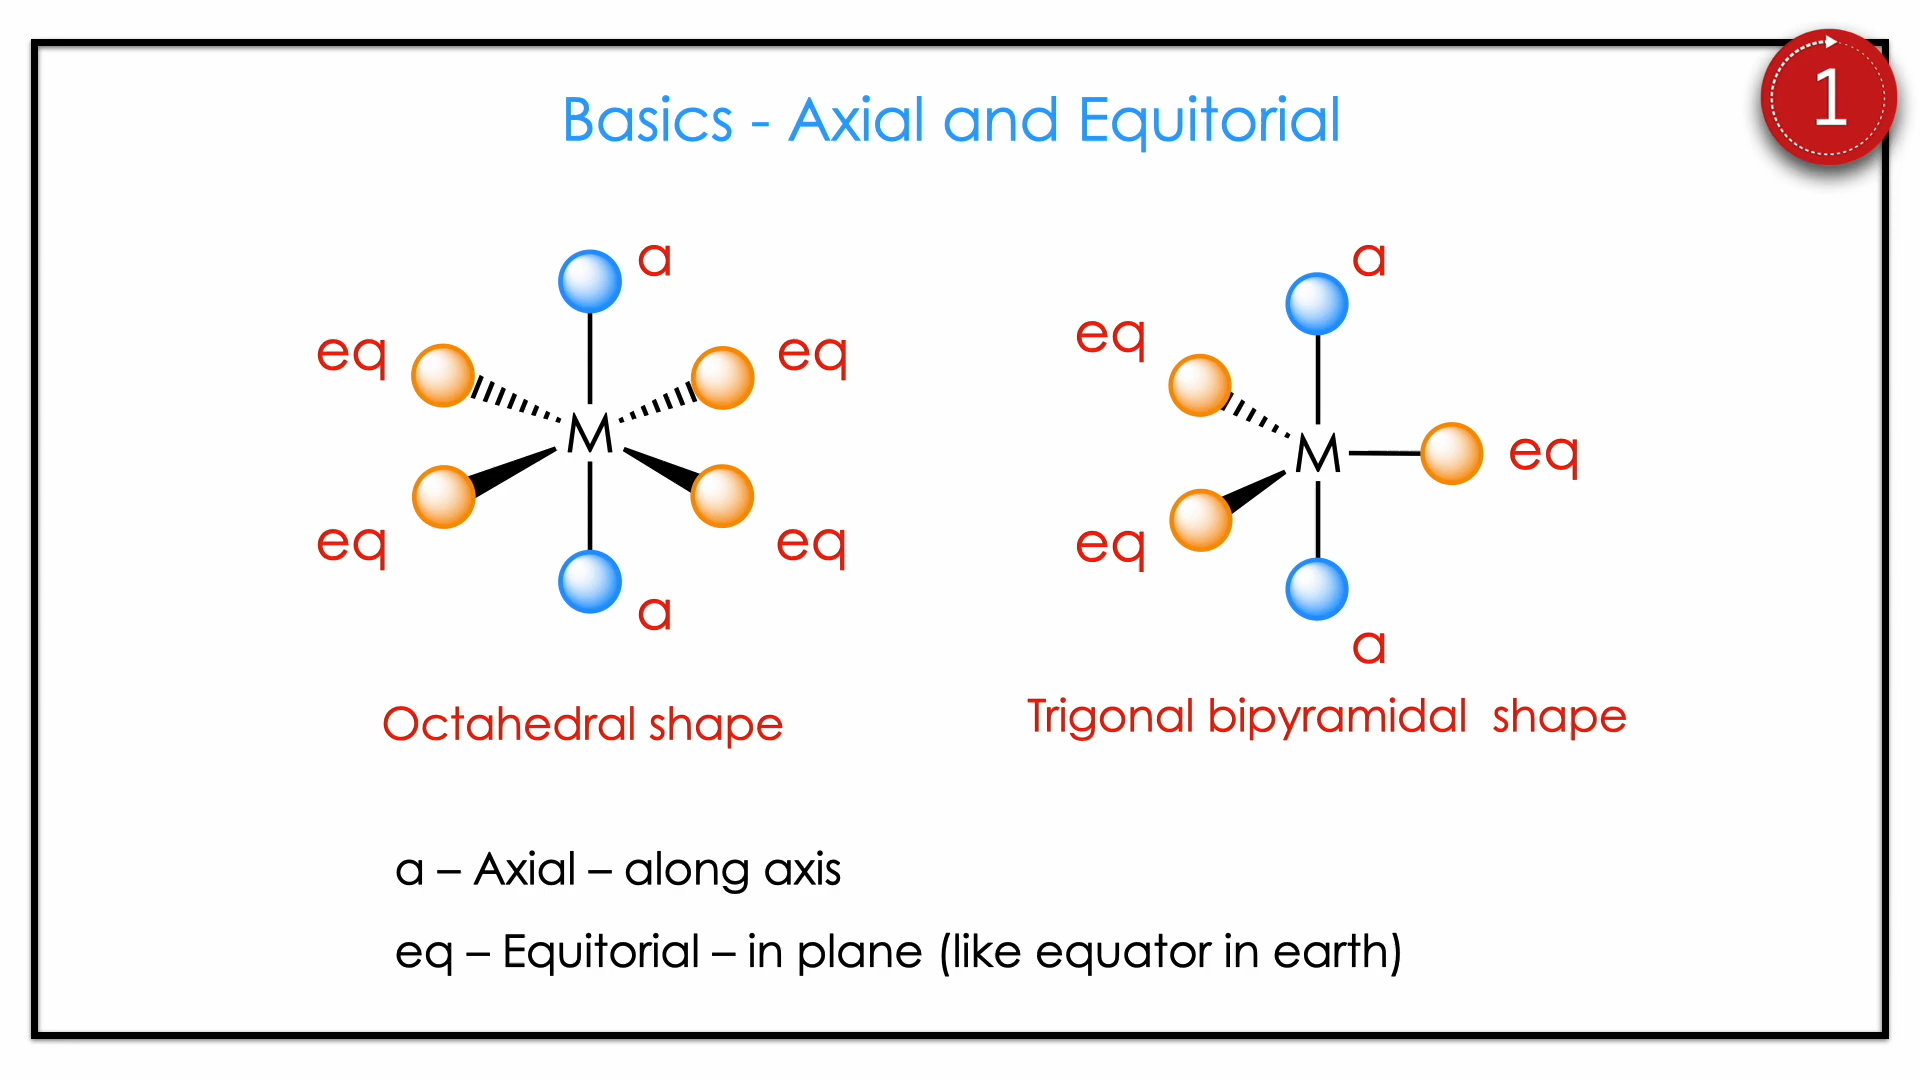 Basics - Axial and Equitorial
1
a
a
eq
eq
eq
M
M
eq
eq
eq
eq
a
a
Octahedral shape
Trigonal bipyramidal shape
a – Axial – along axis
eq – Equitorial – in plane (like equator in earth)